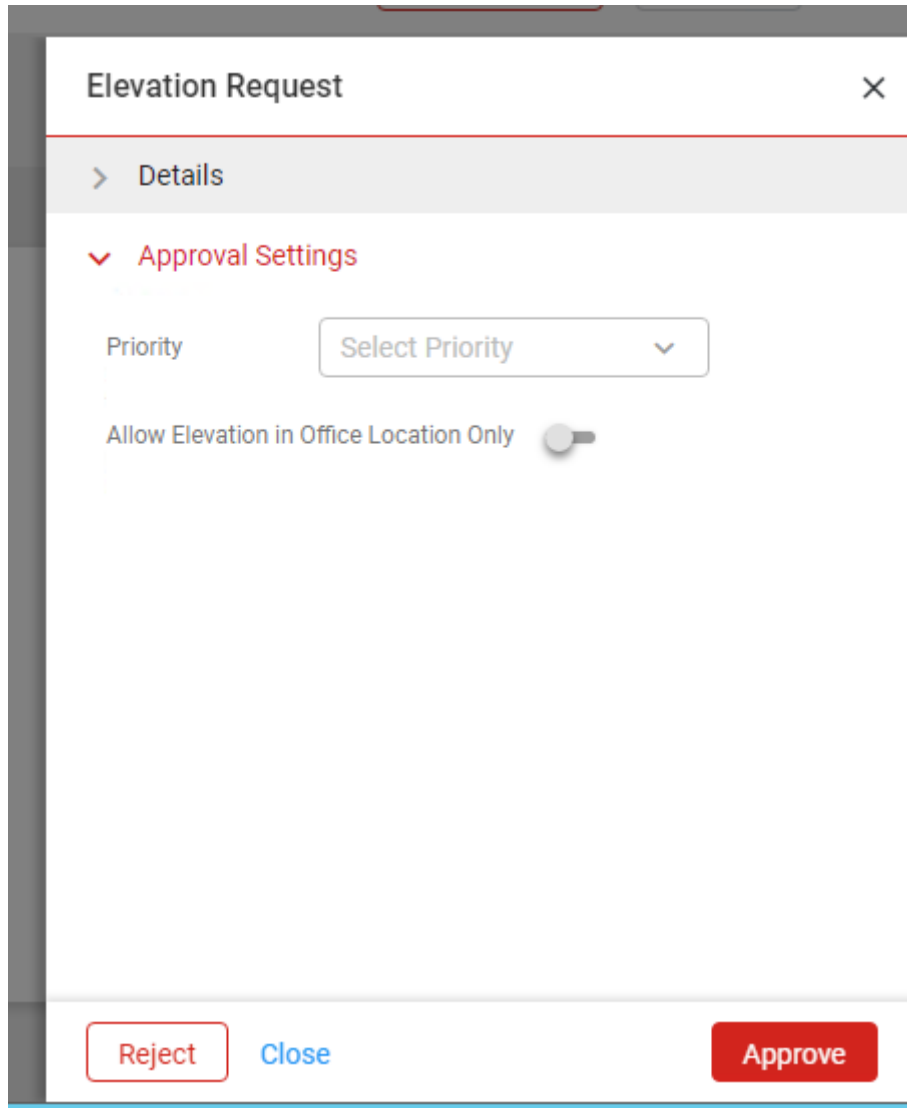 Elevation Request
Details
Approval Settings
Priority Select Priority
Allow Elevation in Office Location Only
Reject Close Approve